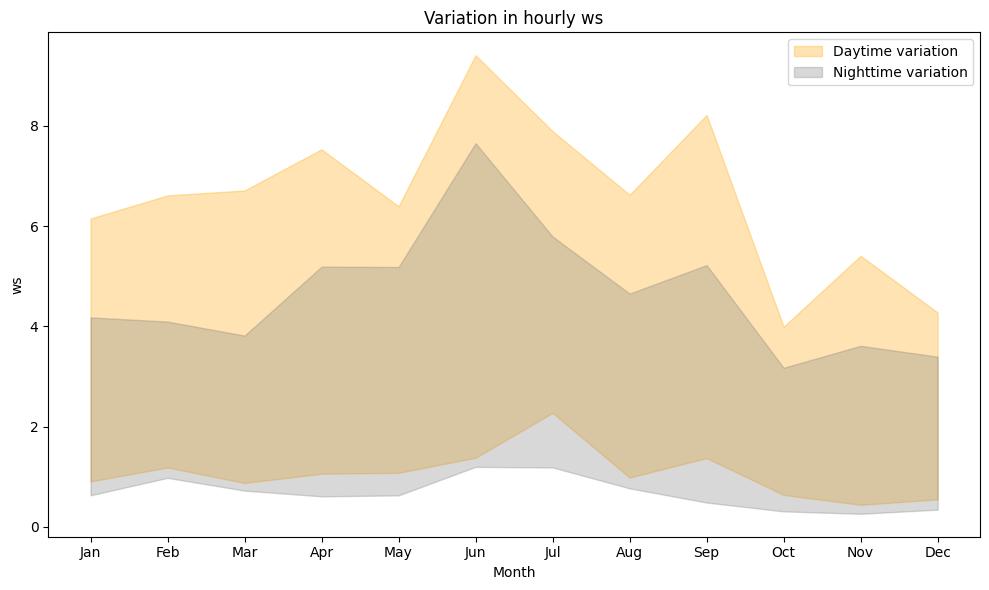 Variation in hourly ws
Daytime variation
Nighttime variation
8
6
4
2
0
ws
Jan Feb Mar Apr May Jun Jul Aug Sep Oct Nov Dec
Month